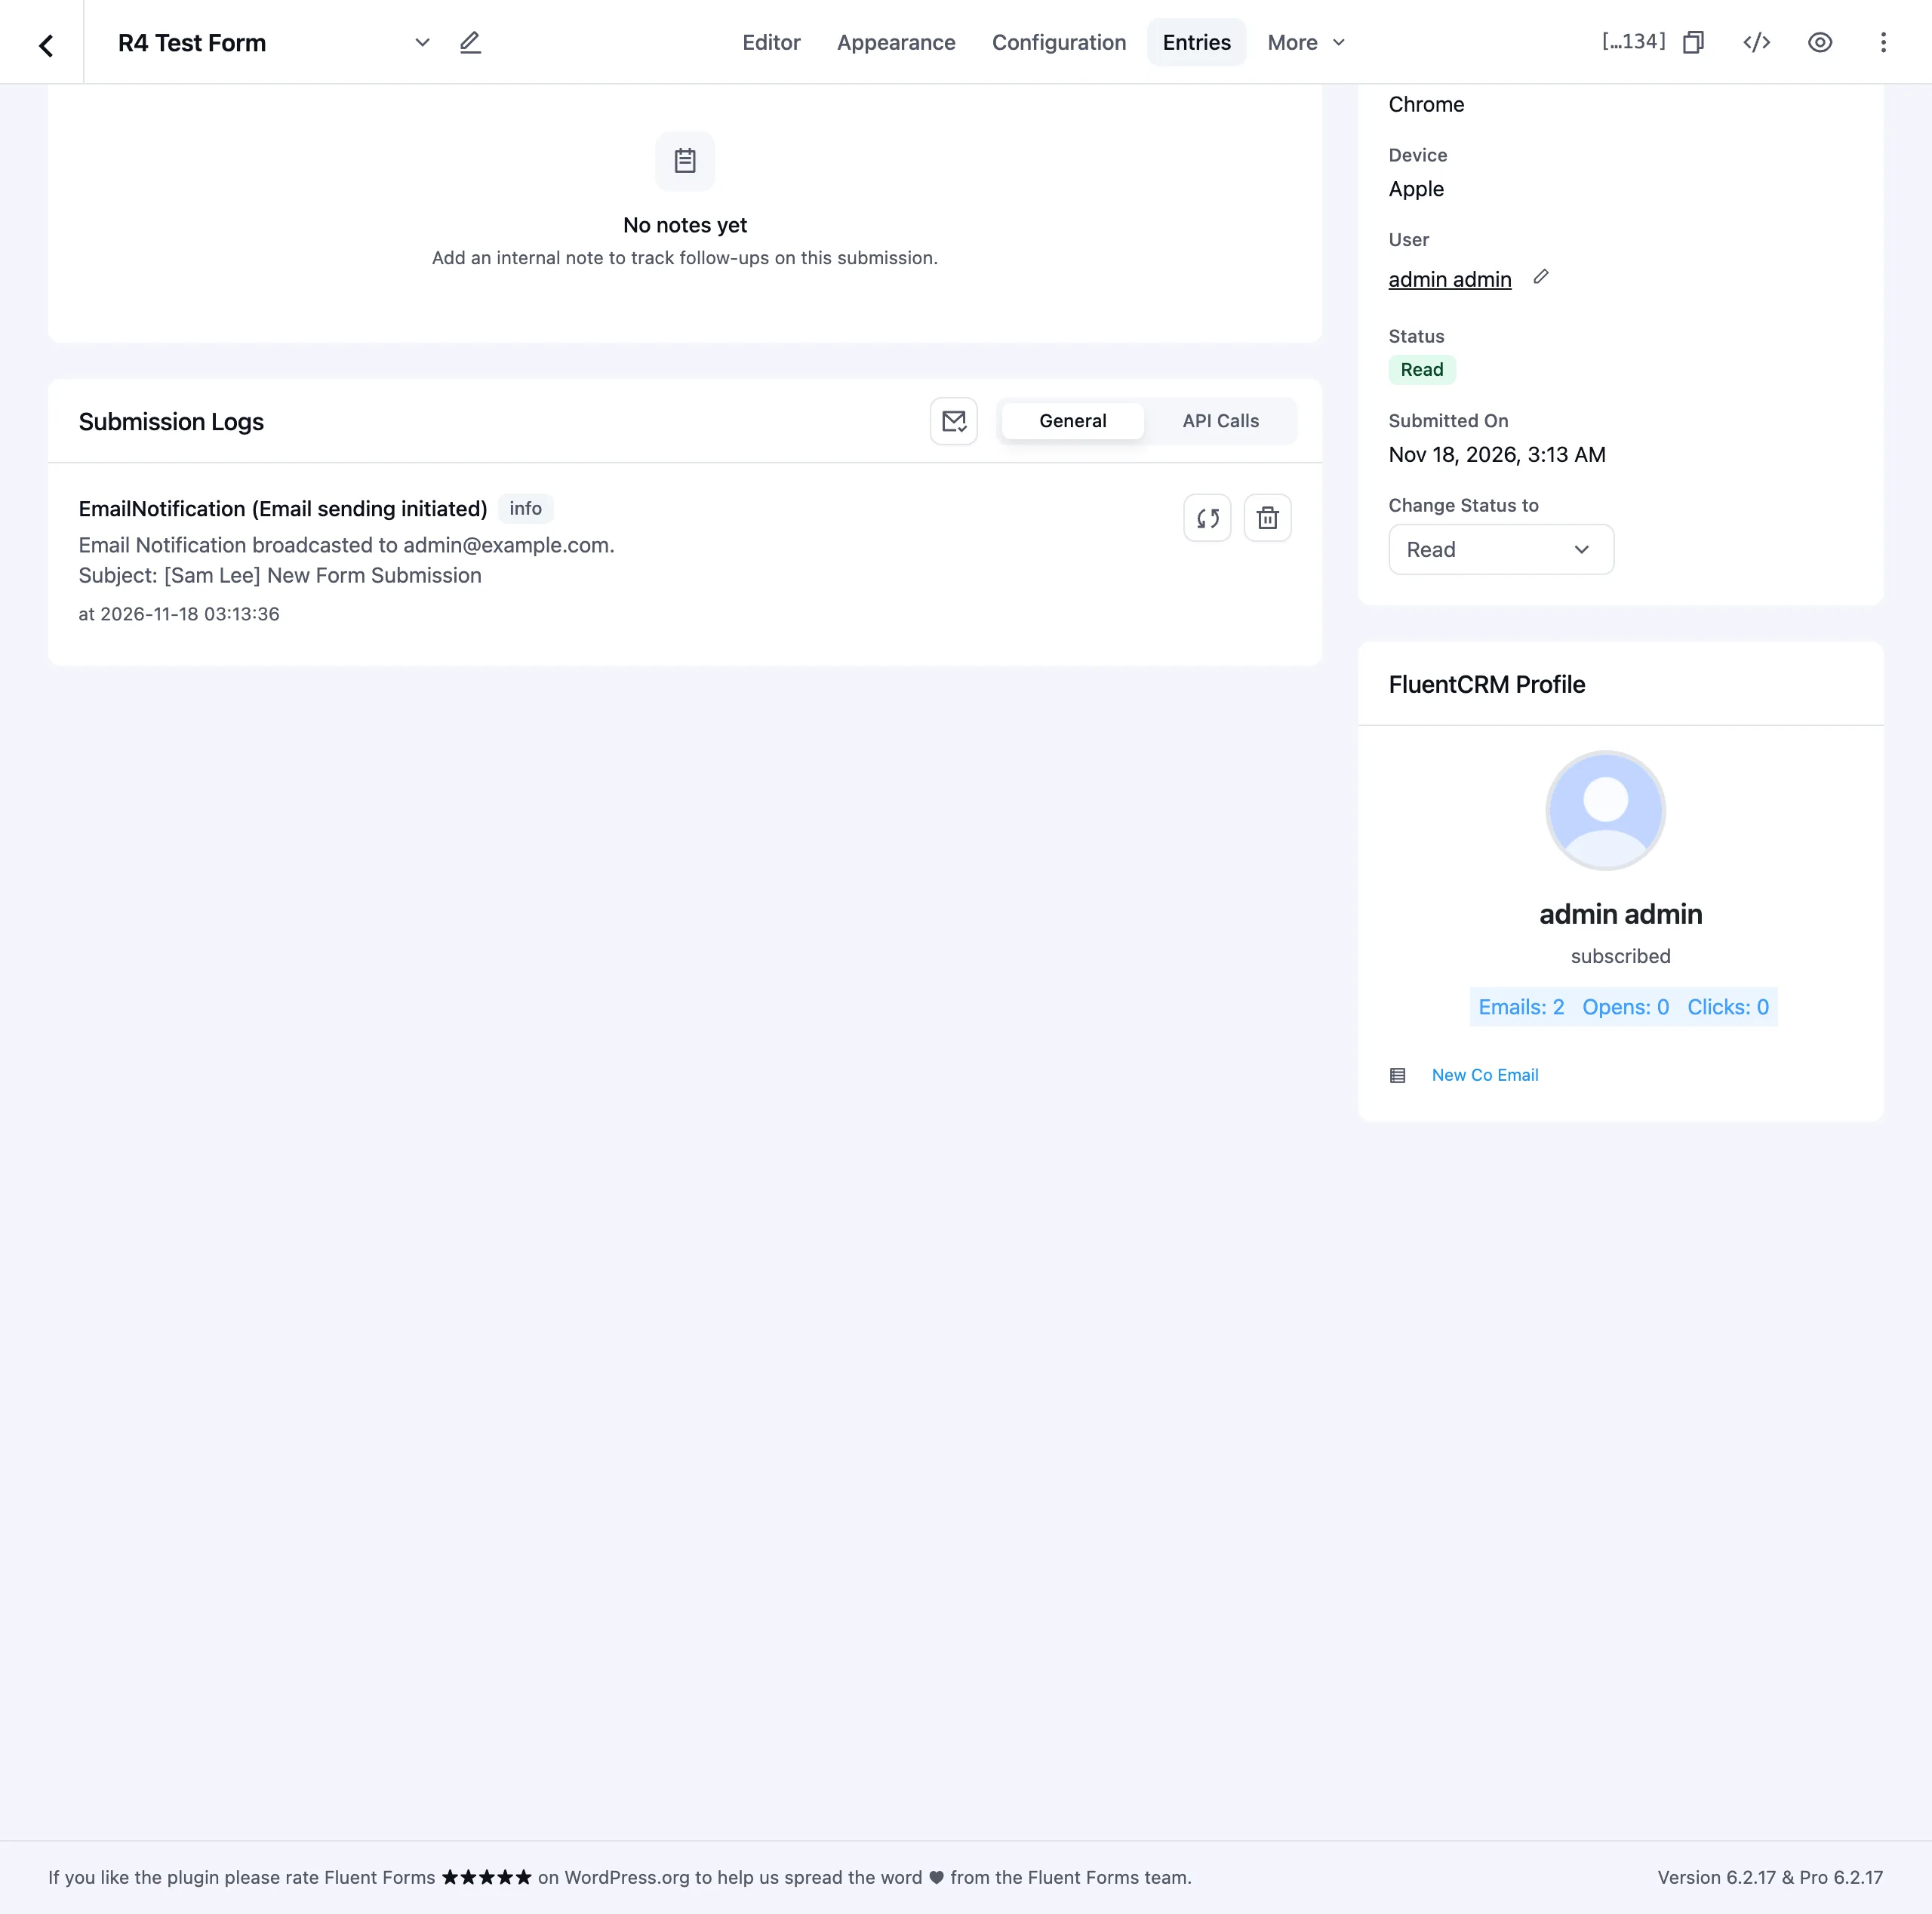 R4 Test Form
Editor
Appearance
Configuration
Entries
More
[…134]
No notes yet
Add an internal note to track follow-ups on this submission.
Submission Logs
General
API Calls
EmailNotification (Email sending initiated)
info
Email Notification broadcasted to admin@example.com.
Subject: [Sam Lee] New Form Submission
at 2026-11-18 03:13:36
Chrome
Device
Apple
User
admin admin
Status
Read
Submitted On
Nov 18, 2026, 3:13 AM
Change Status to
Read
FluentCRM Profile
admin admin
subscribed
Emails: 2 Opens: 0 Clicks: 0
New Co Email
If you like the plugin please rate Fluent Forms ★★★★★ on WordPress.org to help us spread the word ♥ from the Fluent Forms team.
Version 6.2.17 & Pro 6.2.17